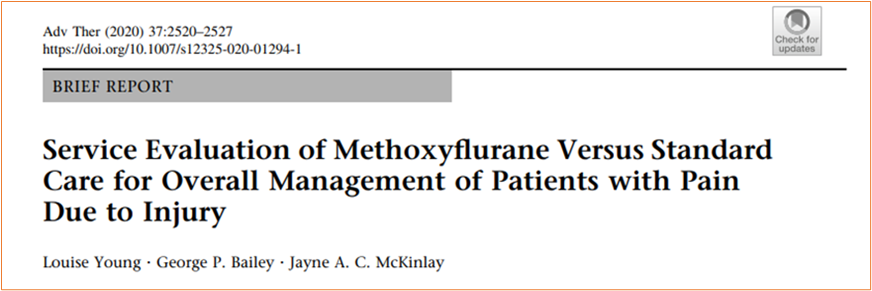 Adv Ther (2020) 37:2520–2527
https://doi.org/10.1007/s12325-020-01294-1
Check for
updates
BRIEF REPORT
Service Evaluation of Methoxyflurane Versus Standard
Care for Overall Management of Patients with Pain
Due to Injury
Louise Young · George P. Bailey · Jayne A. C. McKinlay